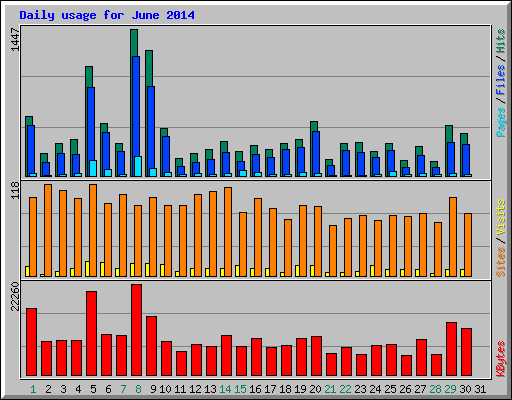 Daily usage for June 2014
1447
Pages / Files / Hits
118
Sites / Visits
22260
KBytes
1 2 3 4 5 6 7 8 9 10 11 12 13 14 15 16 17 18 19 20 21 22 23 24 25 26 27 28 29 30 31